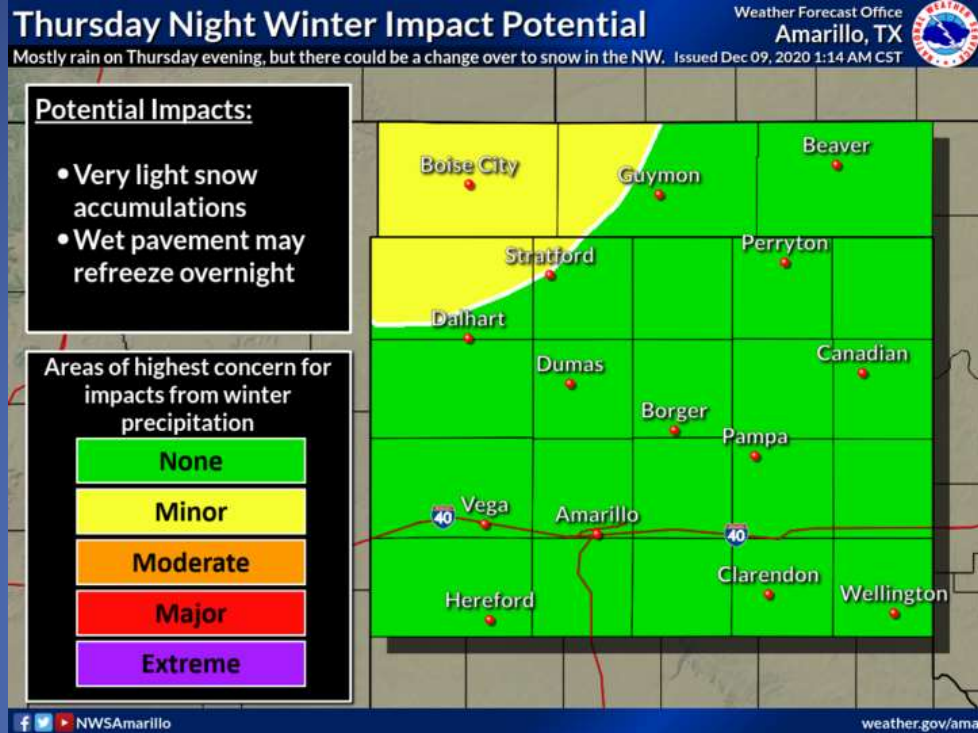 Thursday Night Winter Impact Potential
Weather Forecast Office
Amarillo, TX
Mostly rain on Thursday evening, but there could be a change over to snow in the NW.
Issued Dec 09, 2020 1:14 AM CST
NATIONAL WEATHER SERVICE
Potential Impacts:
• Very light snow
accumulations
• Wet pavement may
refreeze overnight
Areas of highest concern for
impacts from winter
precipitation
None
Minor
Moderate
Major
Extreme
Boise City
Guymon
Beaver
Stratford
Perryton
Dalhart
Dumas
Canadian
Borger
Pampa
40
Vega
Amarillo
40
Clarendon
Hereford
Wellington
NWSAmarillo
weather.gov/ama